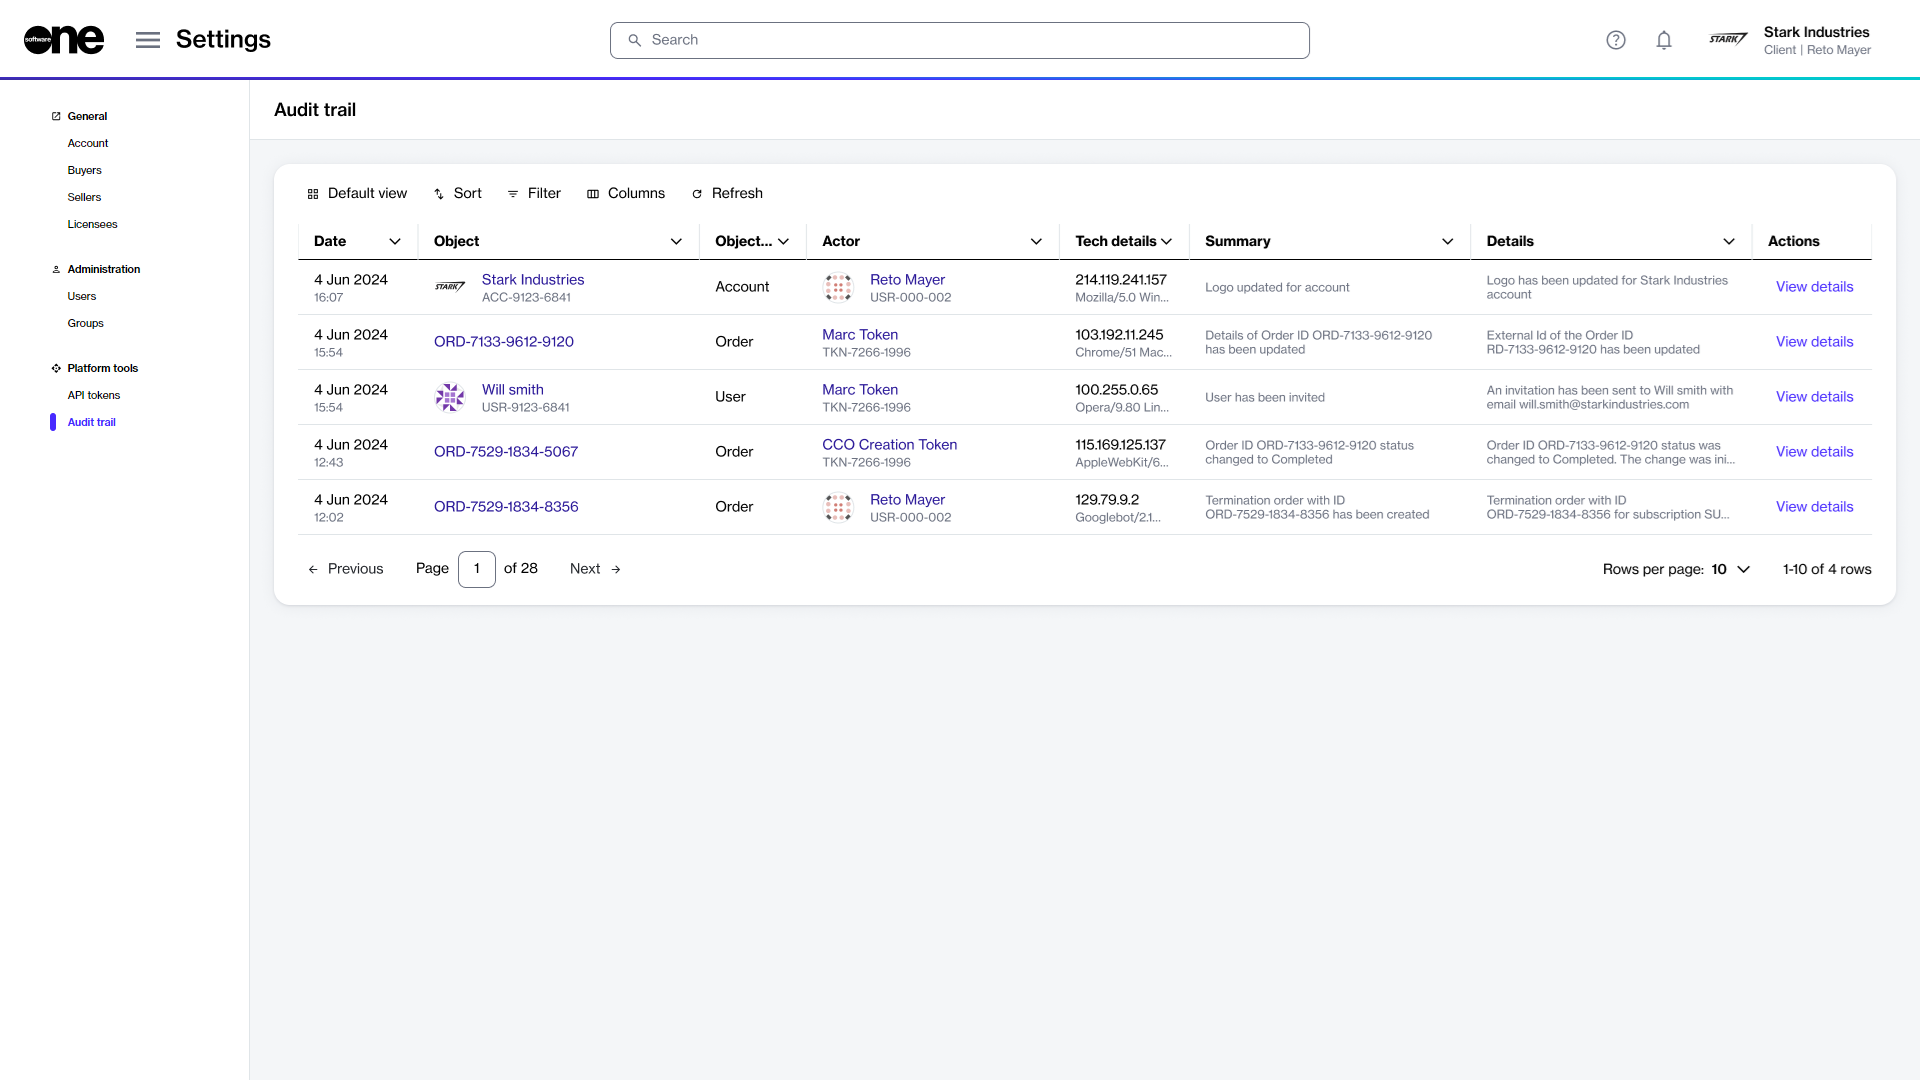 software one
Settings
Search
Stark Industries
Client | Reto Mayer
STARK
General
Account
Buyers
Sellers
Licensees
Administration
Users
Groups
Platform tools
API tokens
Audit trail
Audit trail
Default view Sort Filter Columns Refresh
Date Object Object... Actor Tech details Summary Details Actions
4 Jun 2024
16:07
STARK
Stark Industries
ACC-9123-6841
Account
Reto Mayer
USR-000-002
214.119.241.157
Mozilla/5.0 Win...
Logo updated for account
Logo has been updated for Stark Industries
account
View details
4 Jun 2024
15:54
ORD-7133-9612-9120
Order
Marc Token
TKN-7266-1996
103.192.11.245
Chrome/51 Mac...
Details of Order ID ORD-7133-9612-9120
has been updated
External Id of the Order ID
RD-7133-9612-9120 has been updated
View details
4 Jun 2024
15:54
Will smith
USR-9123-6841
User
Marc Token
TKN-7266-1996
100.255.0.65
Opera/9.80 Lin...
User has been invited
An invitation has been sent to Will smith with
email will.smith@starkindustries.com
View details
4 Jun 2024
12:43
ORD-7529-1834-5067
Order
CCO Creation Token
TKN-7266-1996
115.169.125.137
AppleWebKit/6...
Order ID ORD-7133-9612-9120 status
changed to Completed
Order ID ORD-7133-9612-9120 status was
changed to Completed. The change was ini...
View details
4 Jun 2024
12:02
ORD-7529-1834-8356
Order
Reto Mayer
USR-000-002
129.79.9.2
Googlebot/2.1...
Termination order with ID
ORD-7529-1834-8356 has been created
Termination order with ID
ORD-7529-1834-8356 for subscription SU...
View details
Previous Page 1 of 28 Next
Rows per page: 10 1-10 of 4 rows